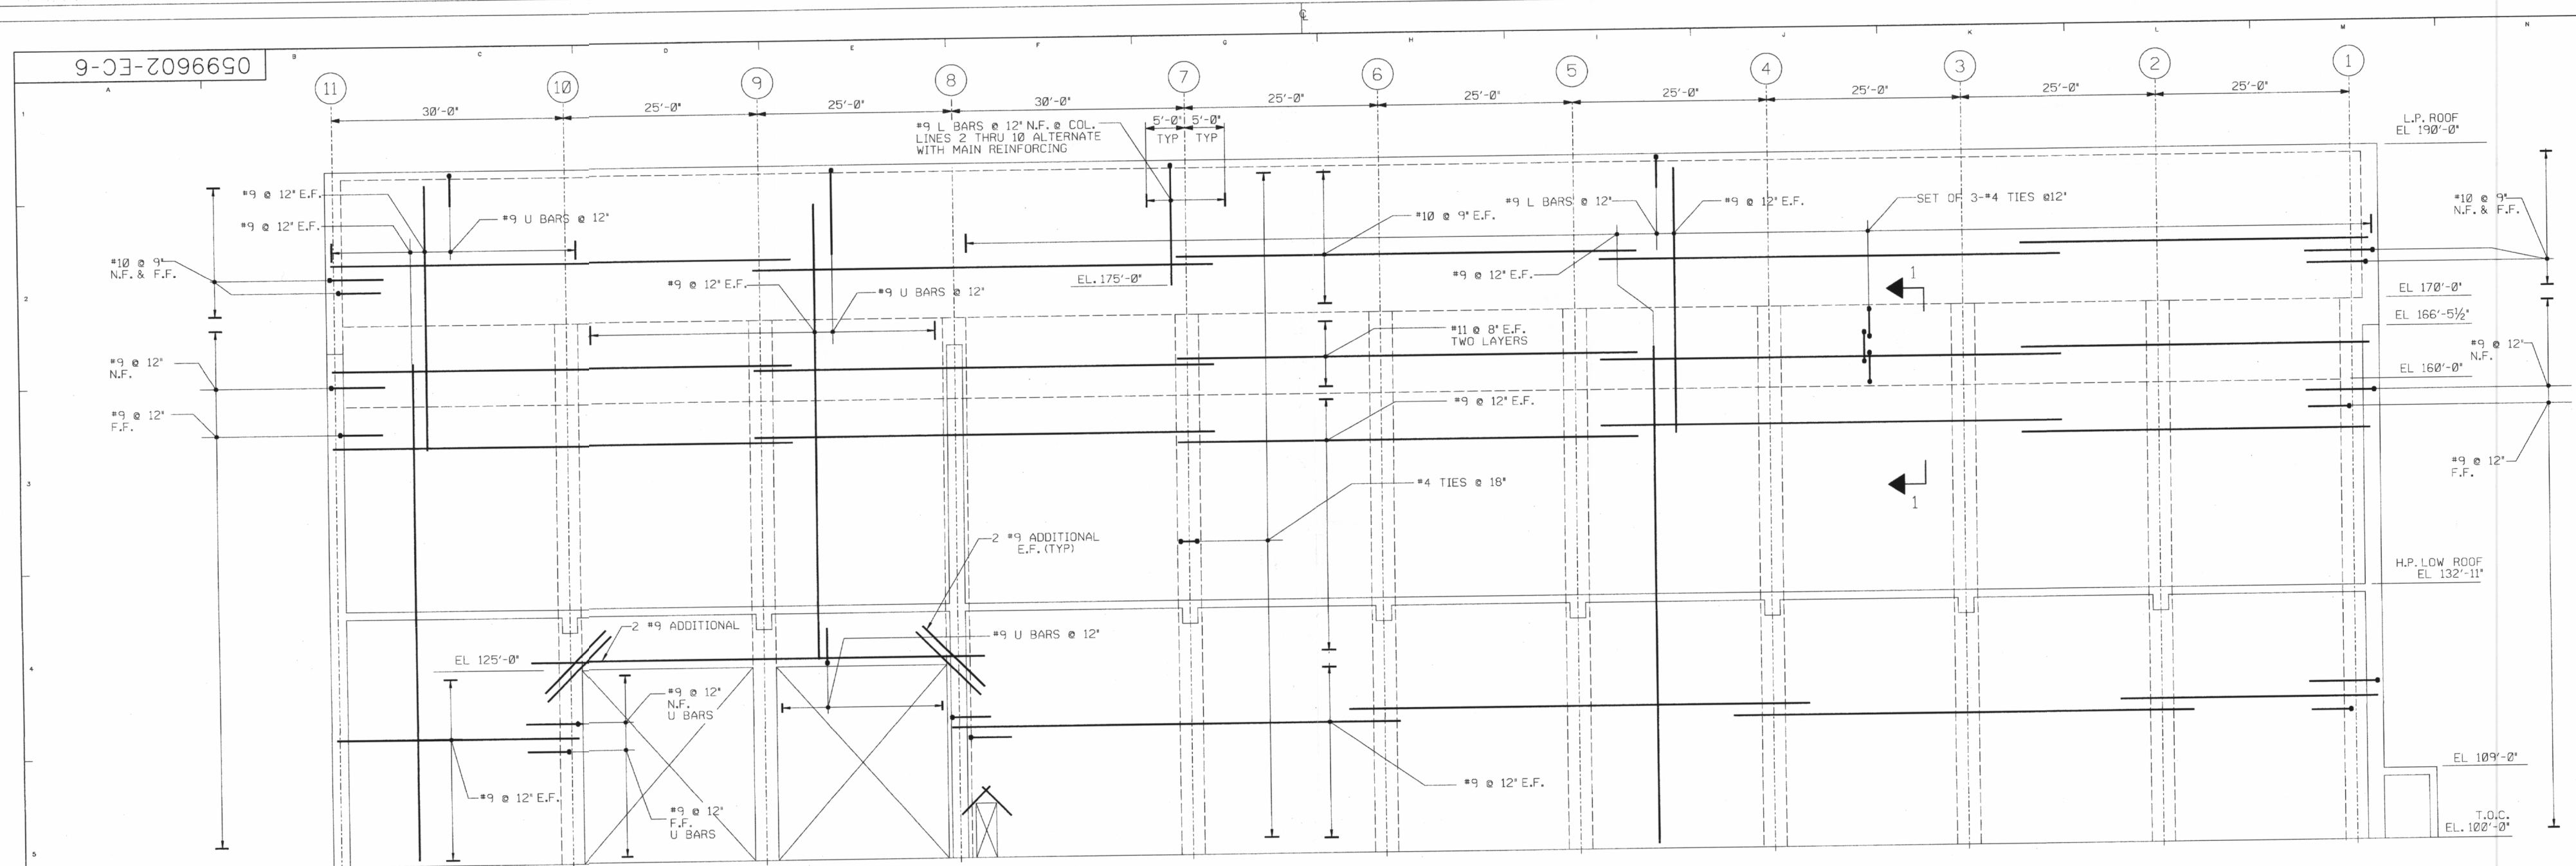 ℄
B C D E F G H I J K L M N
0599602-EC-6
A
11 10 9 8 7 6 5 4 3 2 1
30'-0" 25'-0" 25'-0" 30'-0" 25'-0" 25'-0" 25'-0" 25'-0" 25'-0"
1
#9 L BARS @ 12" N.F. @ COL.
LINES 2 THRU 10 ALTERNATE
WITH MAIN REINFORCING
5'-0" 5'-0"
TYP TYP
L.P. ROOF
EL 190'-0"
#9 @ 12" E.F.
#9 @ 12" E.F.
#9 U BARS @ 12"
#10 @ 9" E.F.
#9 L BARS @ 12"
#9 @ 12" E.F.
SET OF 3-#4 TIES @12"
#10 @ 9"
N.F. & F.F.
#10 @ 9"
N.F. & F.F.
#9 @ 12" E.F.
#9 U BARS @ 12"
EL. 175'-0"
#9 @ 12" E.F.
1
2
EL 170'-0"
EL 166'-5½"
#11 @ 8" E.F.
TWO LAYERS
#9 @ 12"
N.F.
#9 @ 12"
N.F.
EL 160'-0"
#9 @ 12"
F.F.
#9 @ 12" E.F.
#9 @ 12"
F.F.
3
#4 TIES @ 18"
1
2 #9 ADDITIONAL
E.F. (TYP)
H.P. LOW ROOF
EL 132'-11"
2 #9 ADDITIONAL
#9 U BARS @ 12"
4
EL 125'-0"
#9 @ 12"
N.F.
U BARS
EL 109'-0"
#9 @ 12" E.F.
#9 @ 12" E.F.
#9 @ 12"
F.F.
U BARS
T.O.C.
EL. 100'-0"
5